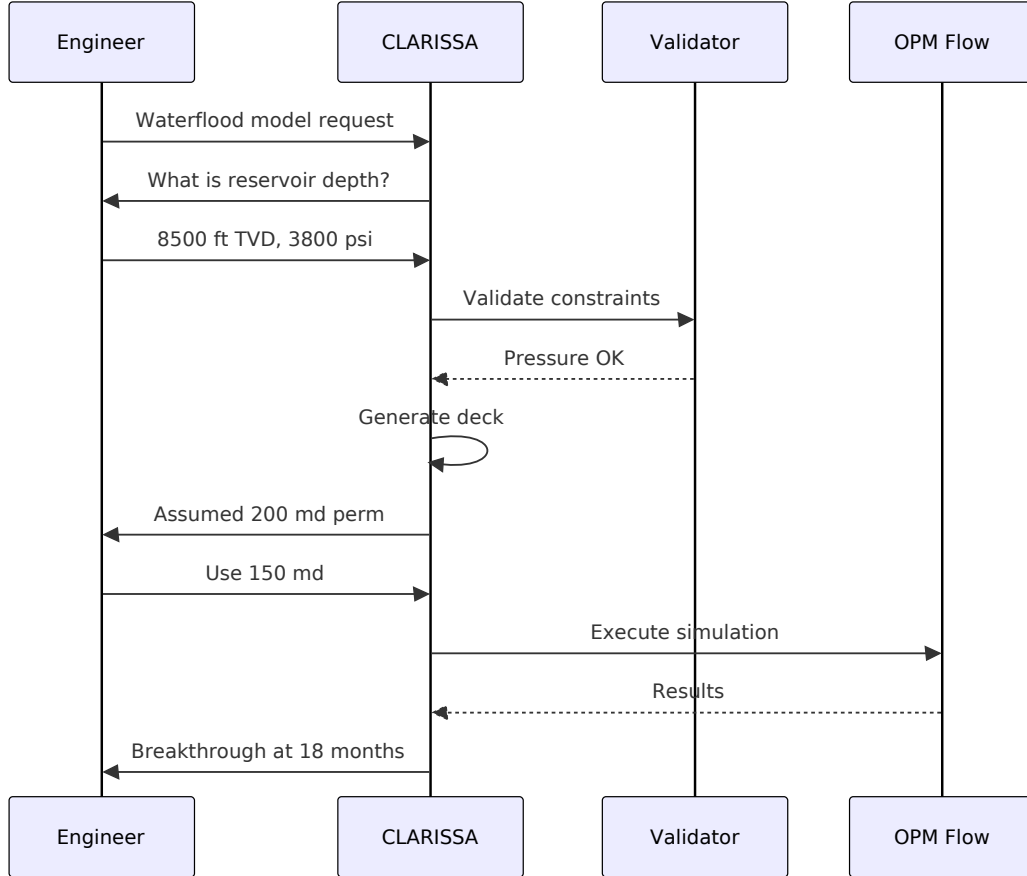 Engineer
CLARISSA
Validator
OPM Flow
Waterflood model request
What is reservoir depth?
8500 ft TVD, 3800 psi
Validate constraints
Pressure OK
Generate deck
Assumed 200 md perm
Use 150 md
Execute simulation
Results
Breakthrough at 18 months
Engineer
CLARISSA
Validator
OPM Flow